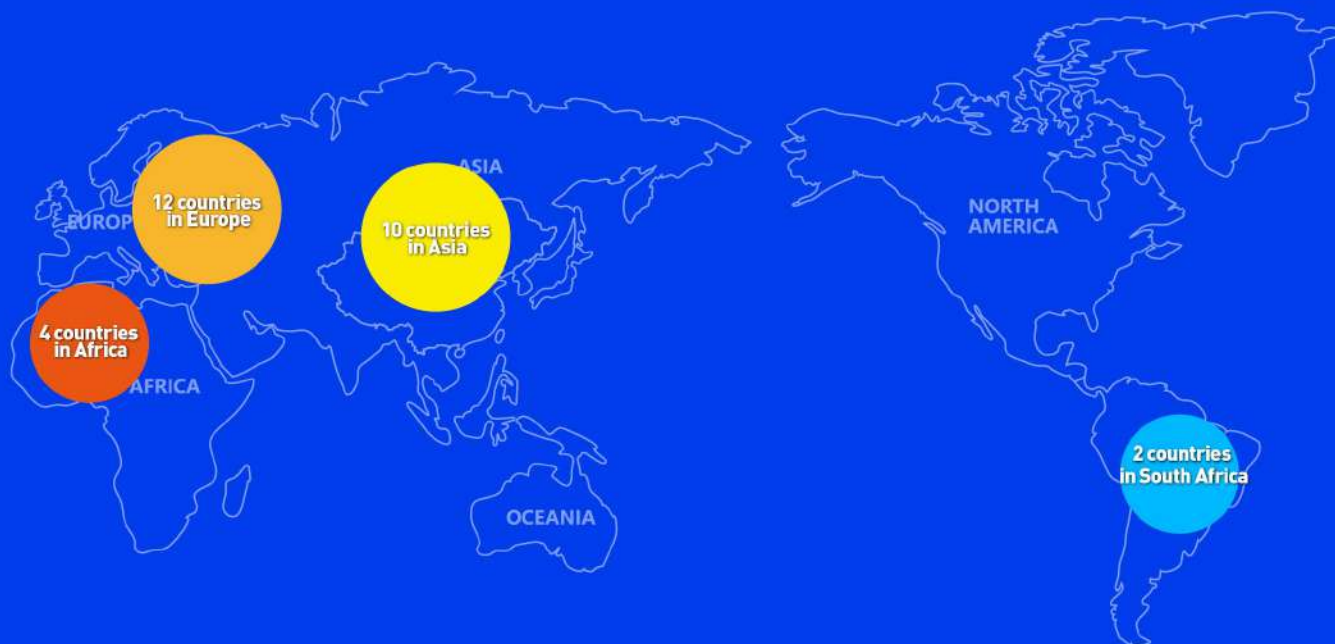 ASIA
12 countries
in Europe
EUROP
10 countries
in Asia
NORTH
AMERICA
4 countries
in Africa
AFRICA
2 countries
in South Africa
OCEANIA